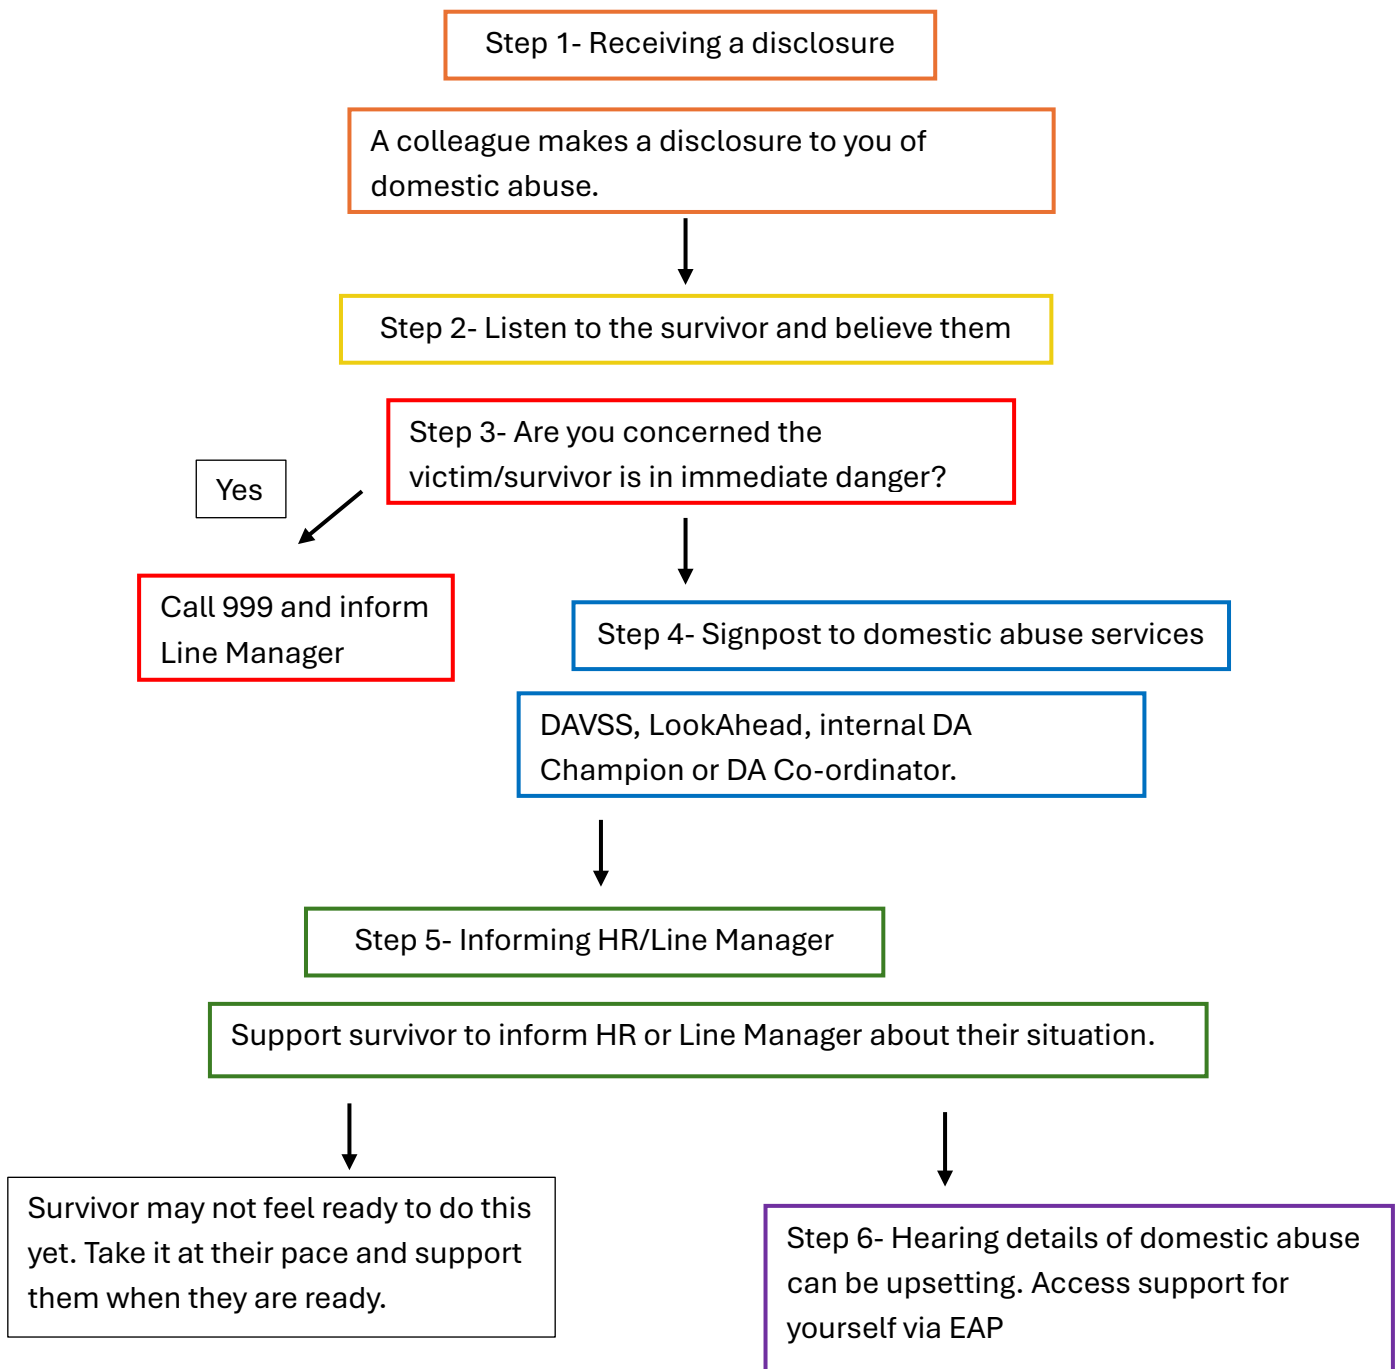 Step 1- Receiving a disclosure
A colleague makes a disclosure to you of
domestic abuse.
Step 2- Listen to the survivor and believe them
Step 3- Are you concerned the
victim/survivor is in immediate danger?
Yes
Call 999 and inform
Line Manager
Step 4- Signpost to domestic abuse services
DAVSS, LookAhead, internal DA
Champion or DA Co-ordinator.
Step 5- Informing HR/Line Manager
Support survivor to inform HR or Line Manager about their situation.
Survivor may not feel ready to do this
yet. Take it at their pace and support
them when they are ready.
Step 6- Hearing details of domestic abuse
can be upsetting. Access support for
yourself via EAP